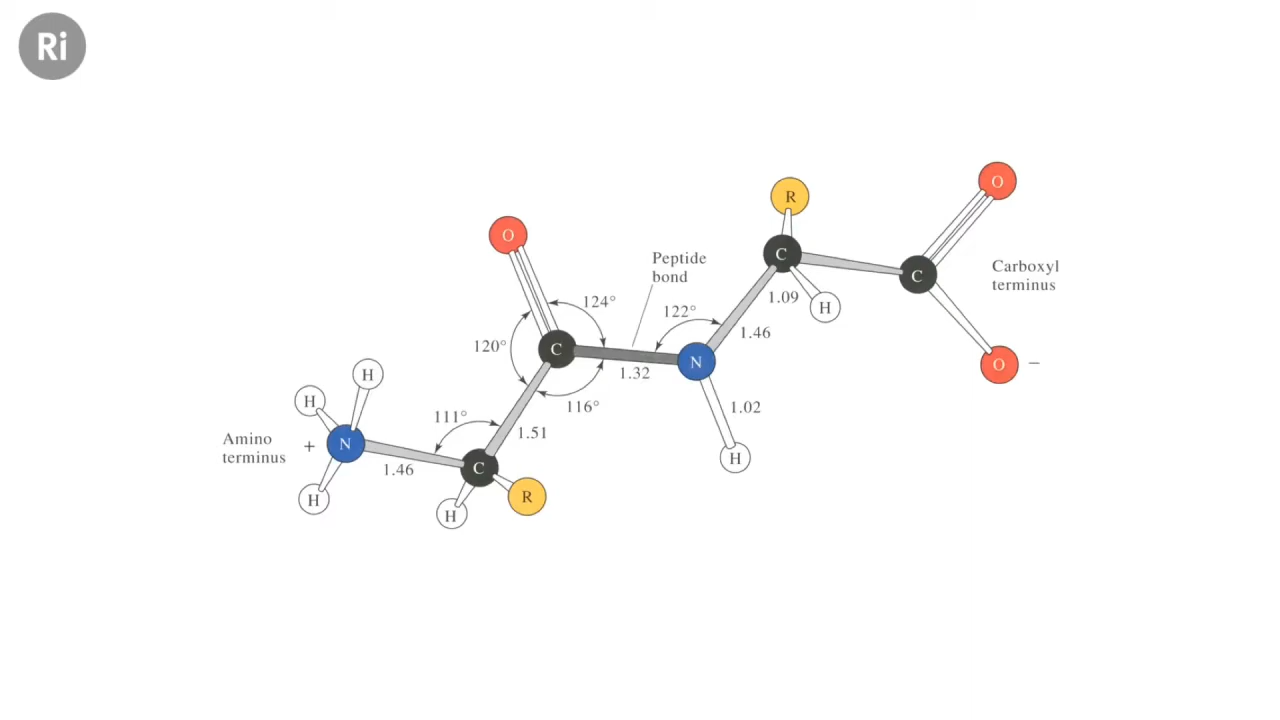 Ri
O
R
O
Peptide
bond
C
C
Carboxyl
terminus
124°
1.09
H
122°
120°
C
1.46
N
O
−
1.32
H
116°
1.02
H
111°
1.51
Amino
terminus
+
N
1.46
C
H
H
R
H